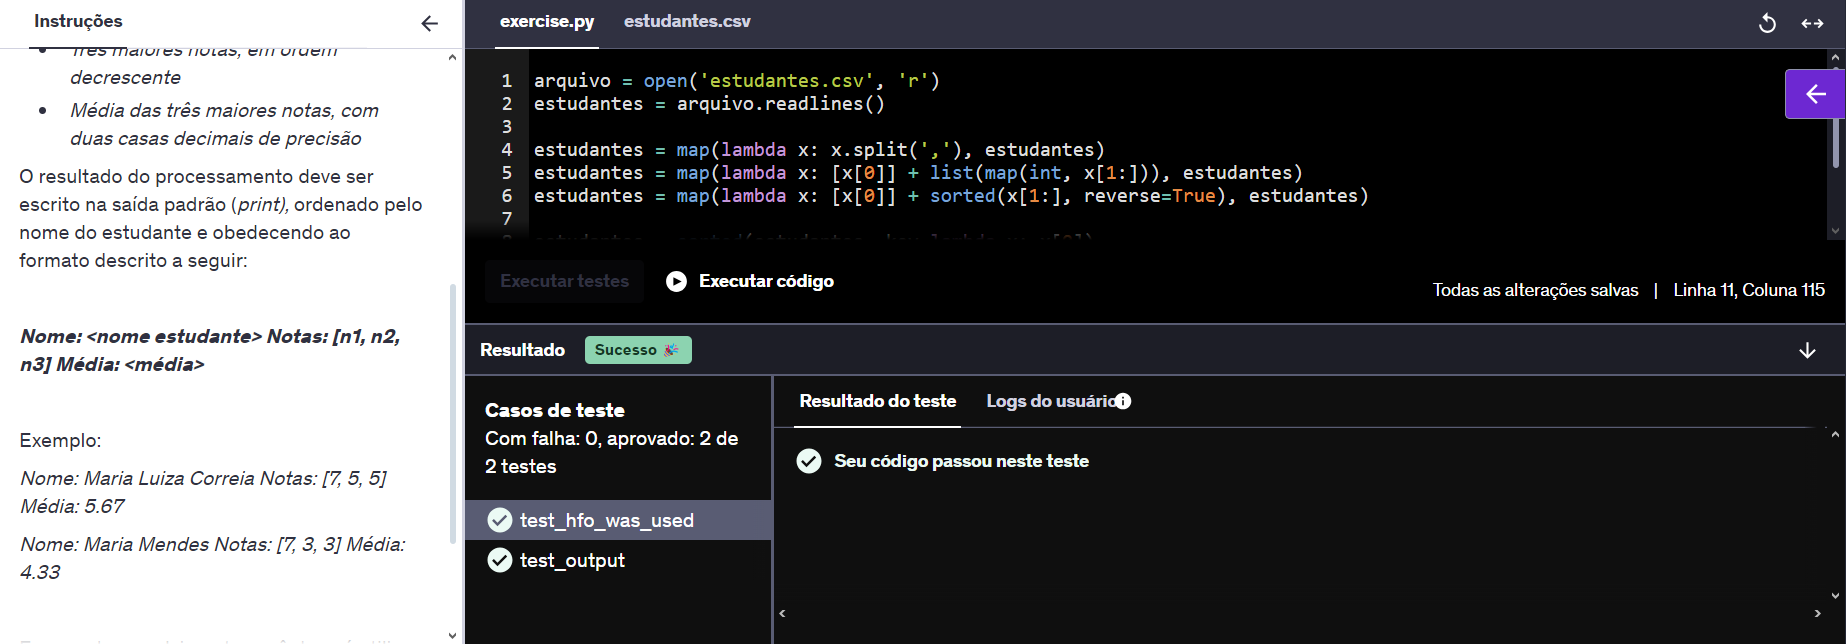 Instruções
Três maiores notas, em ordem
decrescente
Média das três maiores notas, com
duas casas decimais de precisão
O resultado do processamento deve ser
escrito na saída padrão (print), ordenado pelo
nome do estudante e obedecendo ao
formato descrito a seguir:
Nome: <nome estudante> Notas: [n1, n2,
n3] Média: <média>
Exemplo:
Nome: Maria Luiza Correia Notas: [7, 5, 5]
Média: 5.67
Nome: Maria Mendes Notas: [7, 3, 3] Média:
4.33
exercise.py
estudantes.csv
1 arquivo = open('estudantes.csv', 'r')
2 estudantes = arquivo.readlines()
3
4 estudantes = map(lambda x: x.split(','), estudantes)
5 estudantes = map(lambda x: [x[0]] + list(map(int, x[1:])), estudantes)
6 estudantes = map(lambda x: [x[0]] + sorted(x[1:], reverse=True), estudantes)
7
Executar testes
Executar código
Todas as alterações salvas | Linha 11, Coluna 115
Resultado
Sucesso 🎉
Casos de teste
Com falha: 0, aprovado: 2 de
2 testes
test_hfo_was_used
test_output
Resultado do teste
Logs do usuário
Seu código passou neste teste